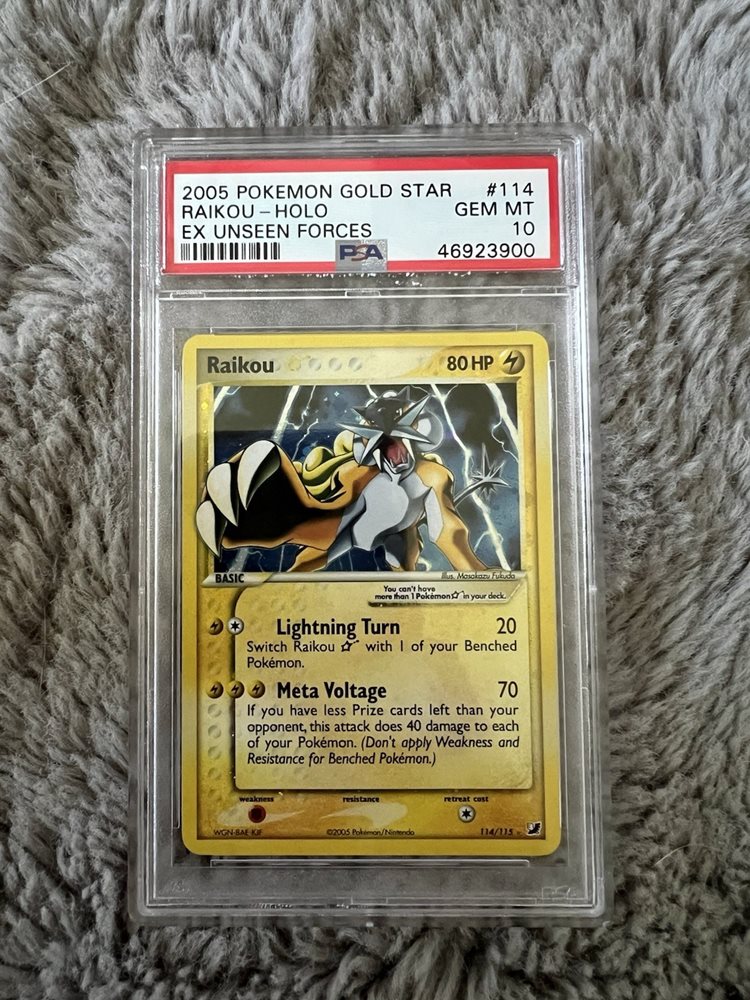 2005 POKEMON GOLD STAR #114
RAIKOU - HOLO GEM MT
EX UNSEEN FORCES 10
PSA 46923900
Raikou 80 HP
BASIC
Illus. Masakazu Fukuda
You can't have
more than 1 Pokémon☆ in your deck.
Lightning Turn 20
Switch Raikou ☆ with 1 of your Benched
Pokémon.
Meta Voltage 70
If you have less Prize cards left than your
opponent, this attack does 40 damage to each
of your Pokémon. (Don't apply Weakness and
Resistance for Benched Pokémon.)
weakness resistance retreat cost
WGN-BAE KIF ©2005 Pokémon/Nintendo 114/115